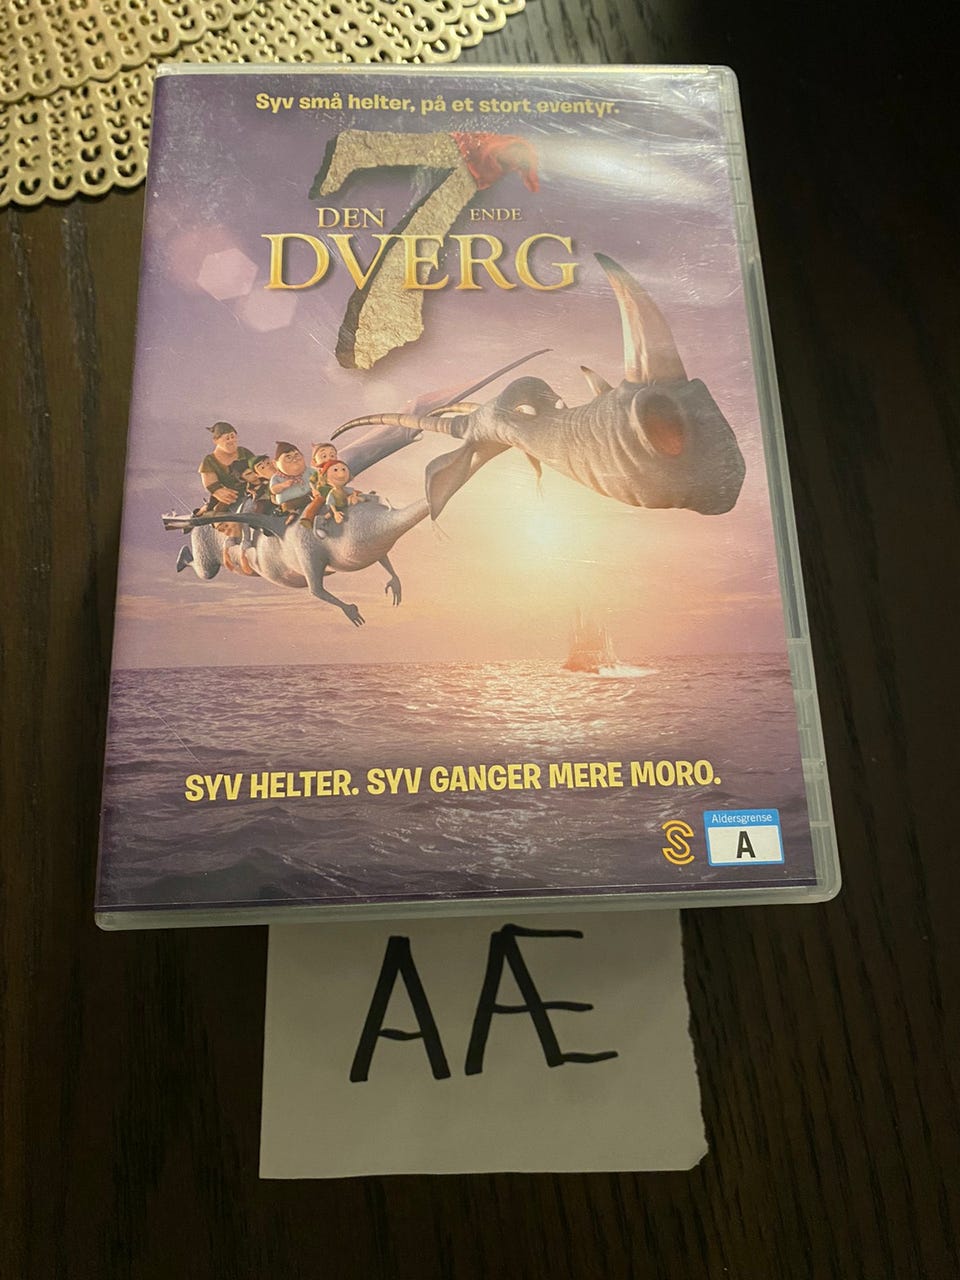 Syv små helter, på et stort eventyr.
7
DEN ENDE
DVERG
SYV HELTER. SYV GANGER MERE MORO.
S
Aldersgrense
A
AÆ